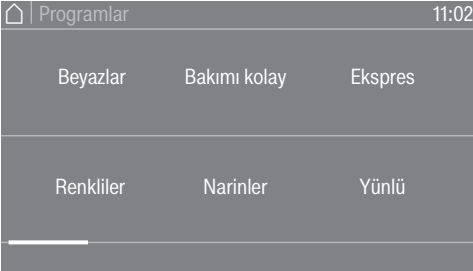 Programlar 11:02
Beyazlar Bakımı kolay Ekspres
Renkliler Narinler Yünlü